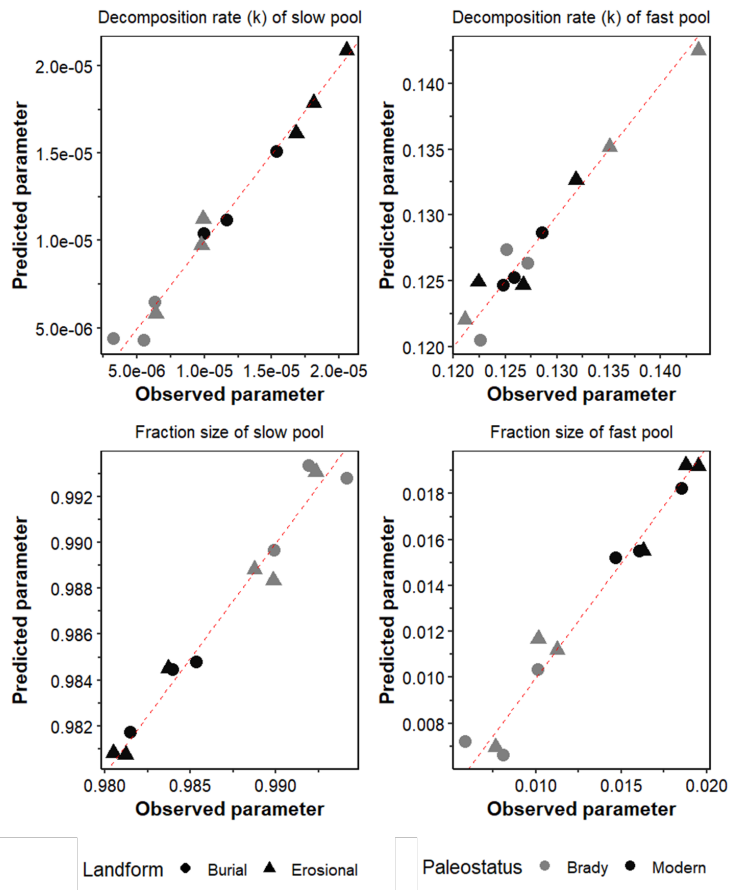 Decomposition rate (k) of slow pool
Predicted parameter
2.0e-05
1.5e-05
1.0e-05
5.0e-06
5.0e-06 1.0e-05 1.5e-05 2.0e-05
Observed parameter
Decomposition rate (k) of fast pool
Predicted parameter
0.140
0.135
0.130
0.125
0.120
0.120 0.125 0.130 0.135 0.140
Observed parameter
Fraction size of slow pool
Predicted parameter
0.992
0.990
0.988
0.986
0.984
0.982
0.980 0.985 0.990
Observed parameter
Fraction size of fast pool
Predicted parameter
0.018
0.016
0.014
0.012
0.010
0.008
0.010 0.015 0.020
Observed parameter
Landform Burial Erosional
Paleostatus Brady Modern